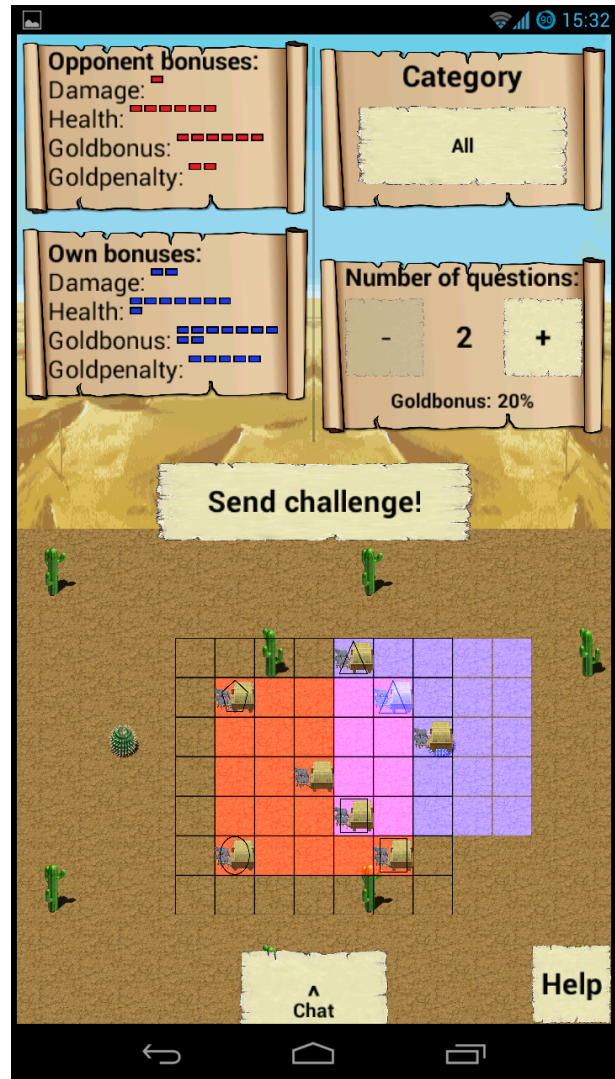 90 15:32
Opponent bonuses:
Damage:
Health:
Goldbonus:
Goldpenalty:
Category
All
Own bonuses:
Damage:
Health:
Goldbonus:
Goldpenalty:
Number of questions:
- 2 +
Goldbonus: 20%
Send challenge!
^
Chat
Help